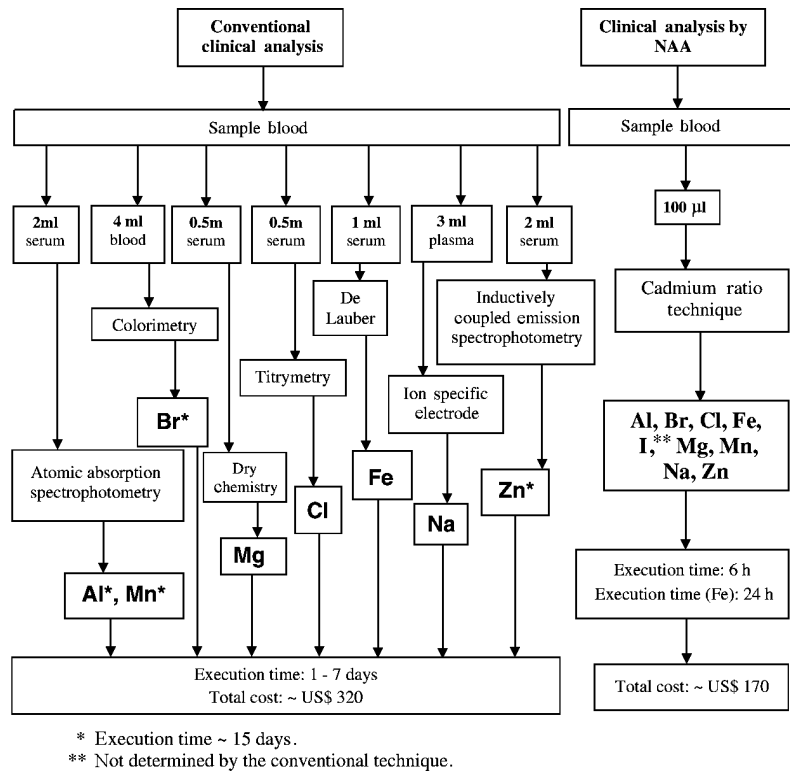 Conventional
clinical analysis
Sample blood
2ml
serum
4 ml
blood
0.5m
serum
0.5m
serum
1 ml
serum
3 ml
plasma
2 ml
serum
Colorimetry
De
Lauber
Inductively
coupled emission
spectrophotometry
Titrymetry
Ion specific
electrode
Br*
Atomic absorption
spectrophotometry
Dry
chemistry
Fe
Zn*
Cl
Na
Mg
Al*, Mn*
Execution time: 1 - 7 days
Total cost: ~ US$ 320
Clinical analysis by
NAA
Sample blood
100 µl
Cadmium ratio
technique
Al, Br, Cl, Fe,
I,** Mg, Mn,
Na, Zn
Execution time: 6 h
Execution time (Fe): 24 h
Total cost: ~ US$ 170
* Execution time ~ 15 days.
** Not determined by the conventional technique.